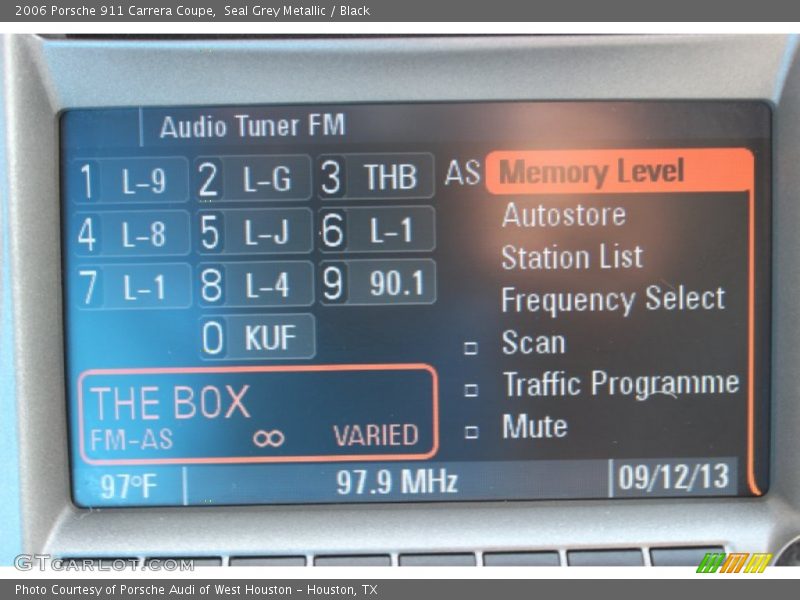 2006 Porsche 911 Carrera Coupe,  Seal Grey Metallic / Black
Audio Tuner FM
1 L-9 2 L-G 3 THB AS Memory Level
4 L-8 5 L-J 6 L-1 Autostore
7 L-1 8 L-4 9 90.1 Station List
Frequency Select
0 KUF Scan
Traffic Programme
Mute
THE BOX
FM-AS ∞ VARIED
97°F 97.9 MHz 09/12/13
GTCARLOT.COM
Photo Courtesy of Porsche Audi of West Houston - Houston, TX